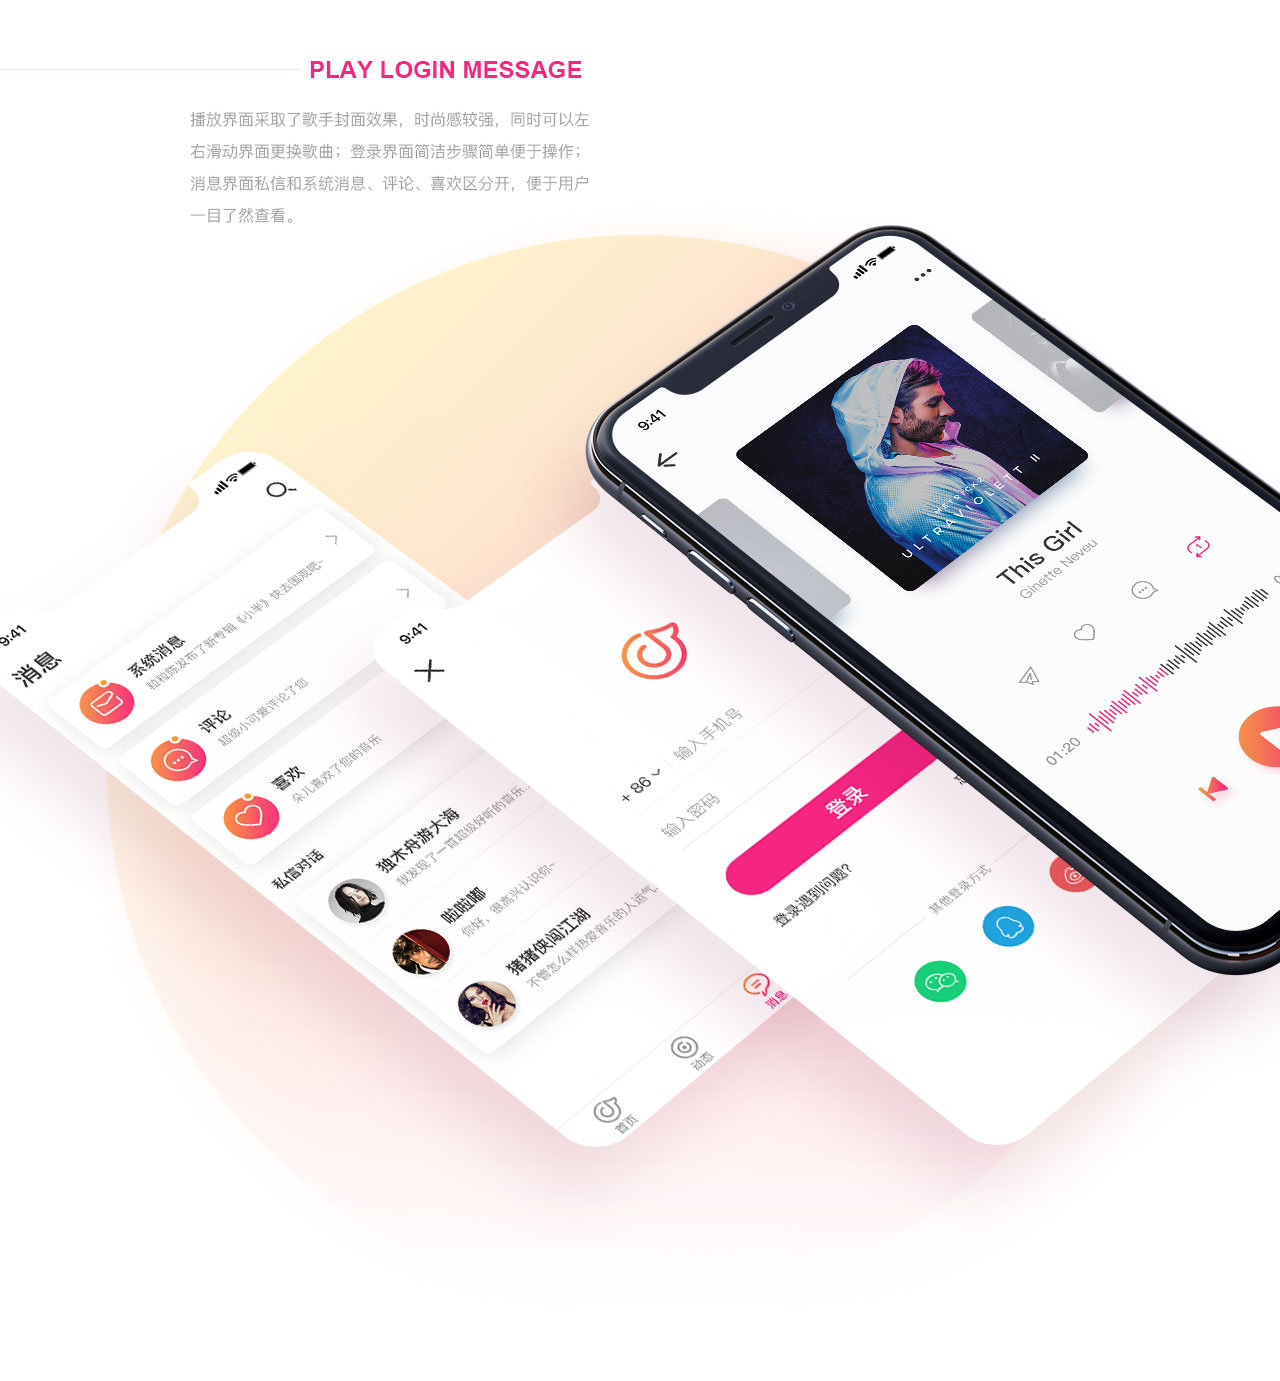 PLAY LOGIN MESSAGE
播放界面采取了歌手封面效果，时尚感较强，同时可以左
右滑动界面更换歌曲；登录界面简洁步骤简单便于操作；
消息界面私信和系统消息、评论、喜欢区分开，便于用户
一目了然查看。
9:41
消息
系统消息
粒粒陈发布了新专辑《小半》快去围观吧~
评论
超级小可爱评论了您
喜欢
朵儿喜欢了您的音乐
私信对话
独木舟游大海
我发现了一首超级好听的音乐...
啦啦嘟
你好，很高兴认识你~
猪猪侠闯江湖
不管怎么样热爱音乐的人运气.
首页
动态
消息
9:41
+ 86
输入手机号
输入密码
登录
登录遇到问题?
其他登录方式
9:41
MATRICKZ
ULTRAVIOLETT II
This Girl
Ginette Neveu
1
01:20